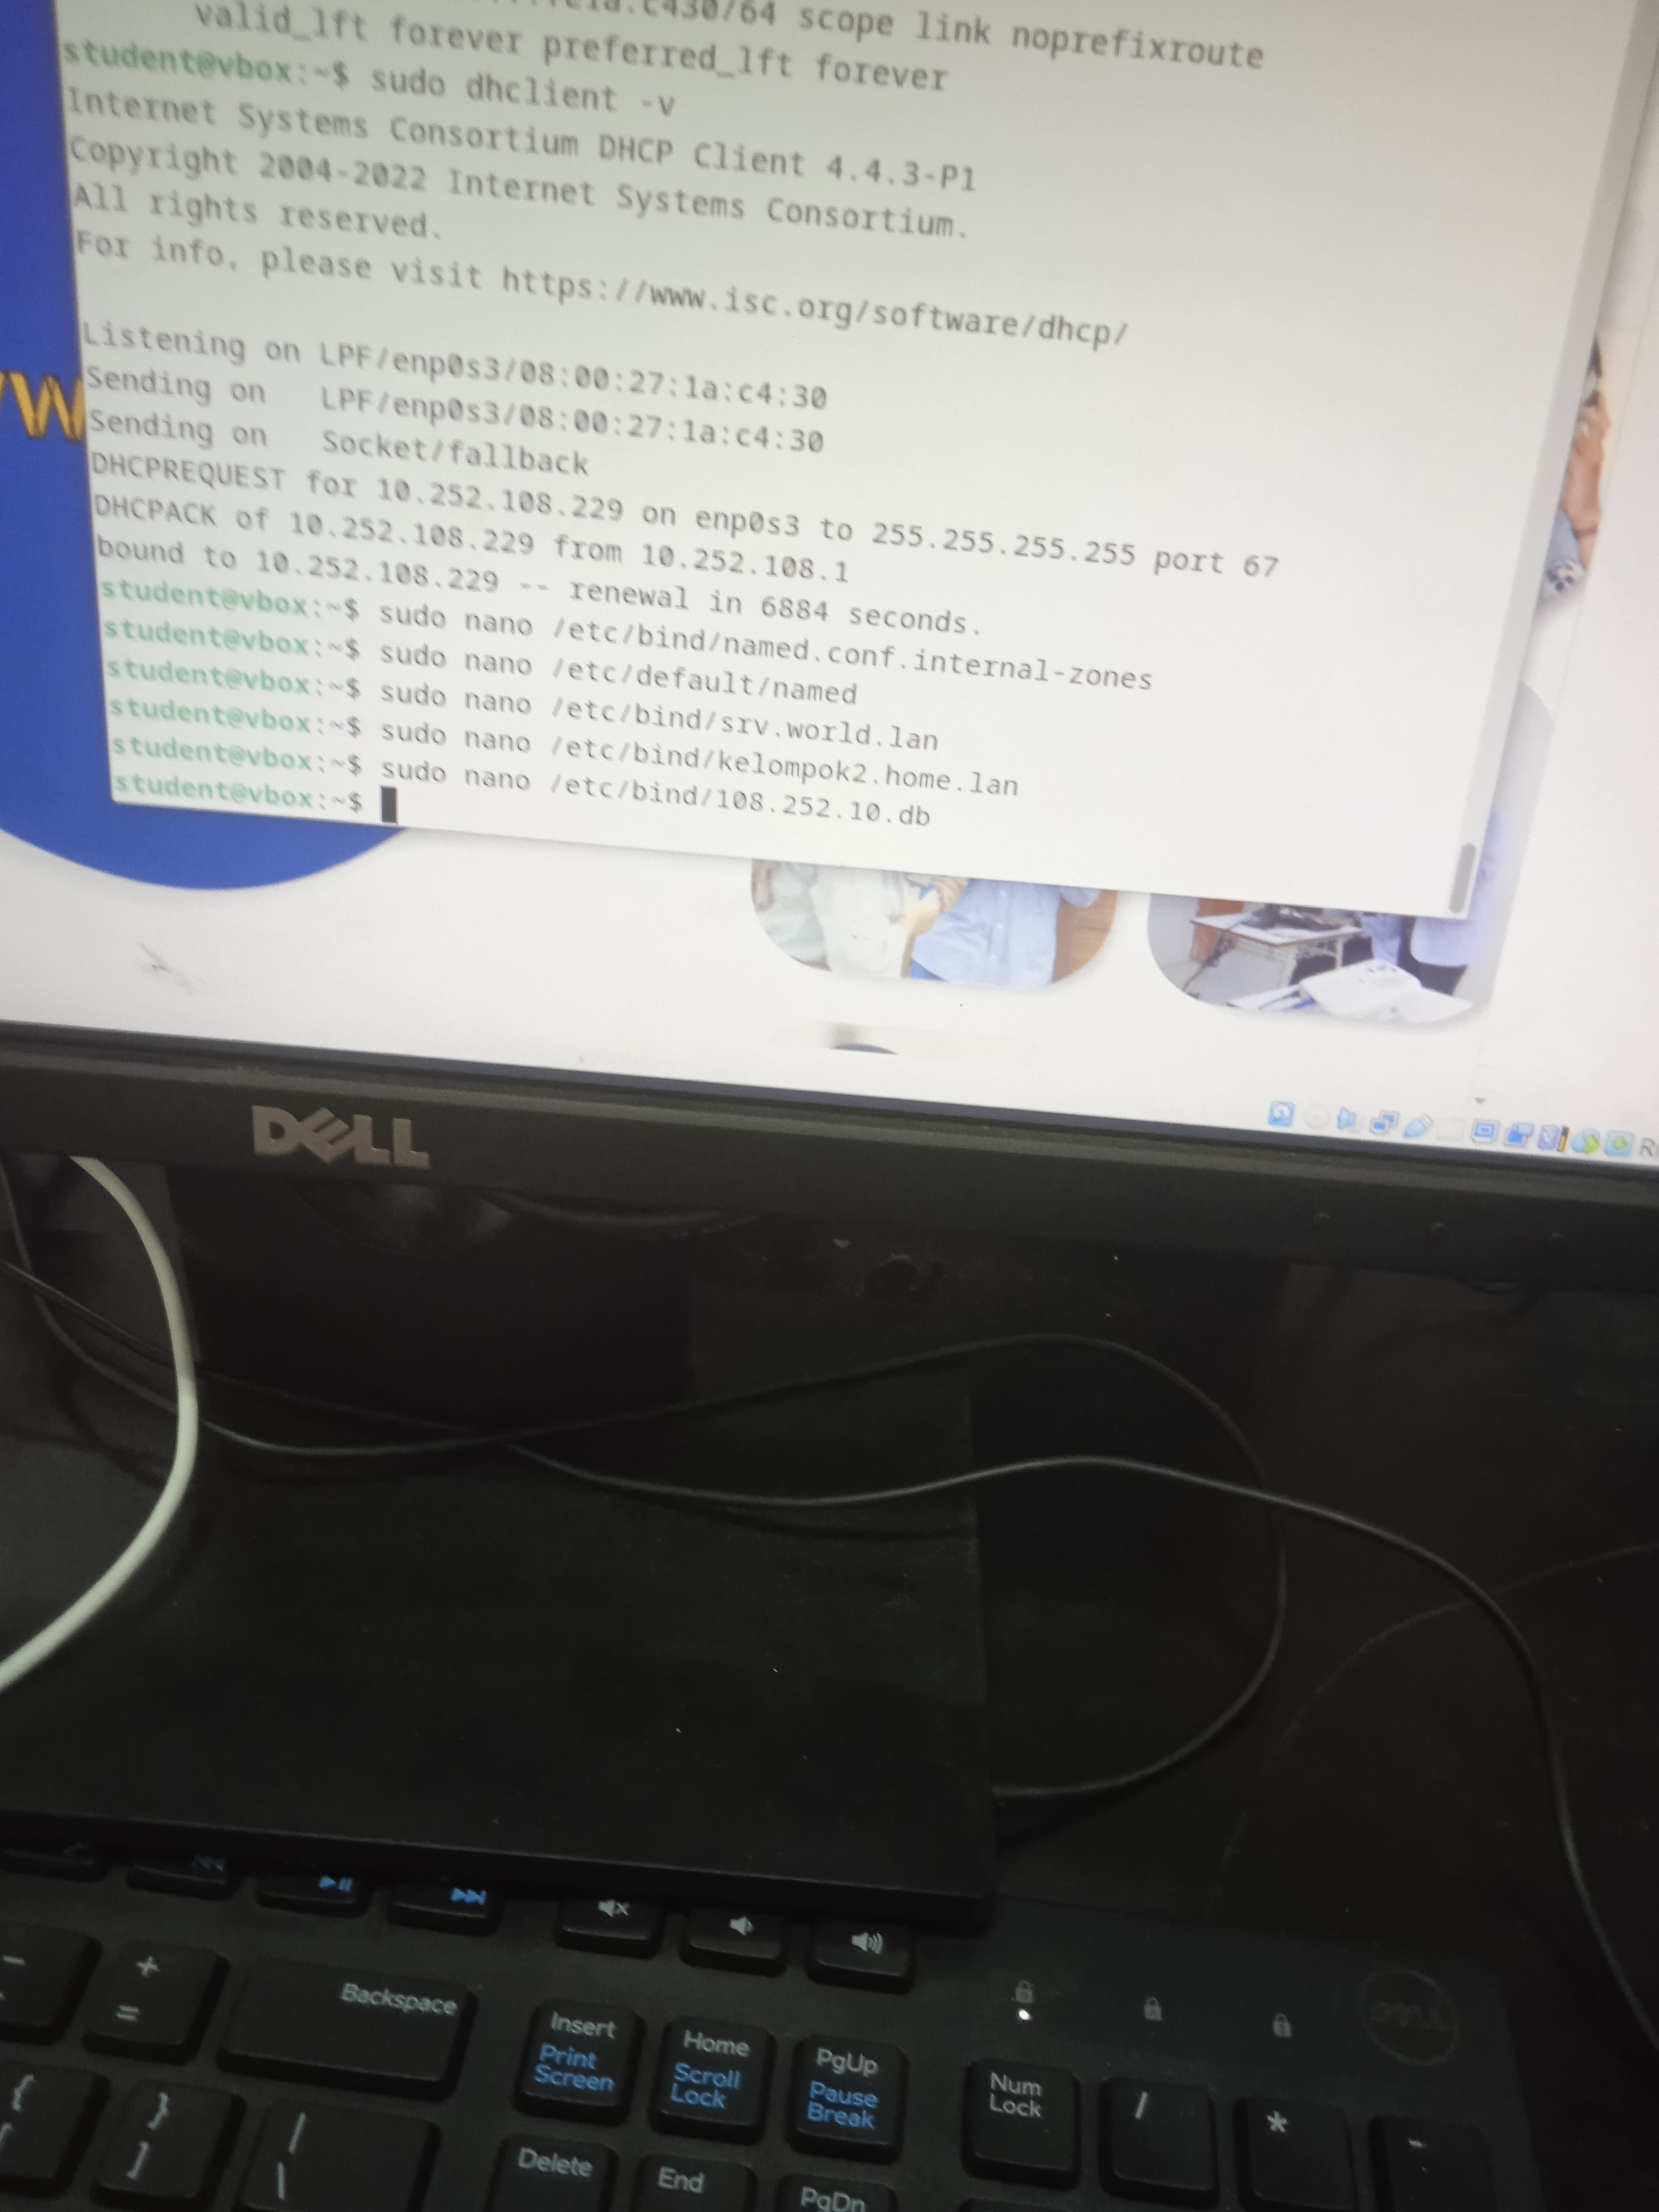 scope link noprefixroute
valid_lft forever preferred_lft forever
student@vbox:~$ sudo dhclient -v
Internet Systems Consortium DHCP Client 4.4.3-P1
Copyright 2004-2022 Internet Systems Consortium.
All rights reserved.
For info, please visit https://www.isc.org/software/dhcp/
Listening on LPF/enp0s3/08:00:27:1a:c4:30
Sending on   LPF/enp0s3/08:00:27:1a:c4:30
Sending on   Socket/fallback
DHCPREQUEST for 10.252.108.229 on enp0s3 to 255.255.255.255 port 67
DHCPACK of 10.252.108.229 from 10.252.108.1
bound to 10.252.108.229 -- renewal in 6884 seconds.
student@vbox:~$ sudo nano /etc/bind/named.conf.internal-zones
student@vbox:~$ sudo nano /etc/default/named
student@vbox:~$ sudo nano /etc/bind/srv.world.lan
student@vbox:~$ sudo nano /etc/bind/kelompok2.home.lan
student@vbox:~$ sudo nano /etc/bind/108.252.10.db
student@vbox:~$
DELL
DELL
+
=
Backspace
Insert
Print
Screen
Home
Scroll
Lock
PgUp
Pause
Break
Num
Lock
/
*
-
{
}
]
|
\
Delete
End
PgDn